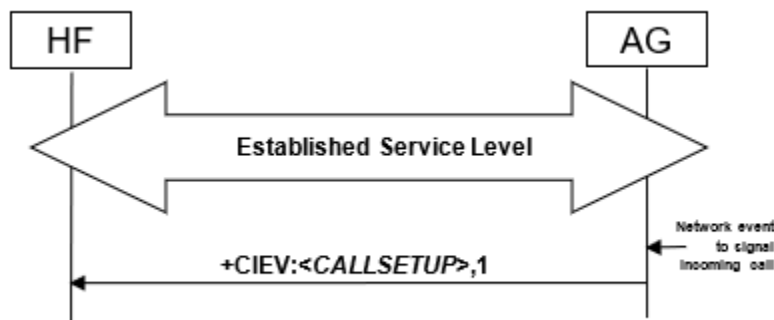 HF
AG
Established Service Level
Network event
to signal
incoming call
+CIEV:<CALLSETUP>,1